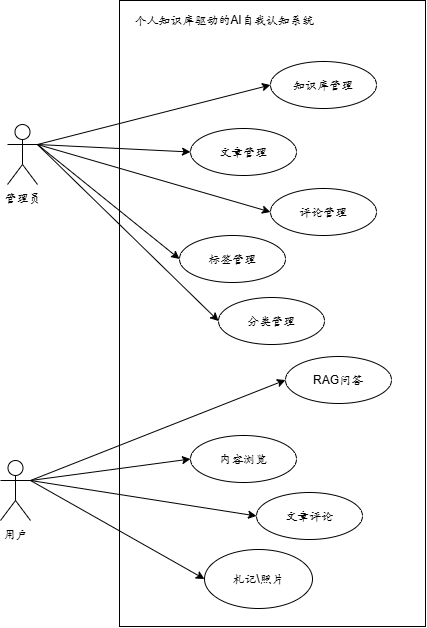 个人知识库驱动的AI自我认知系统
知识库管理
文章管理
管理员
评论管理
标签管理
分类管理
RAG问答
内容浏览
文章评论
用户
札记\照片